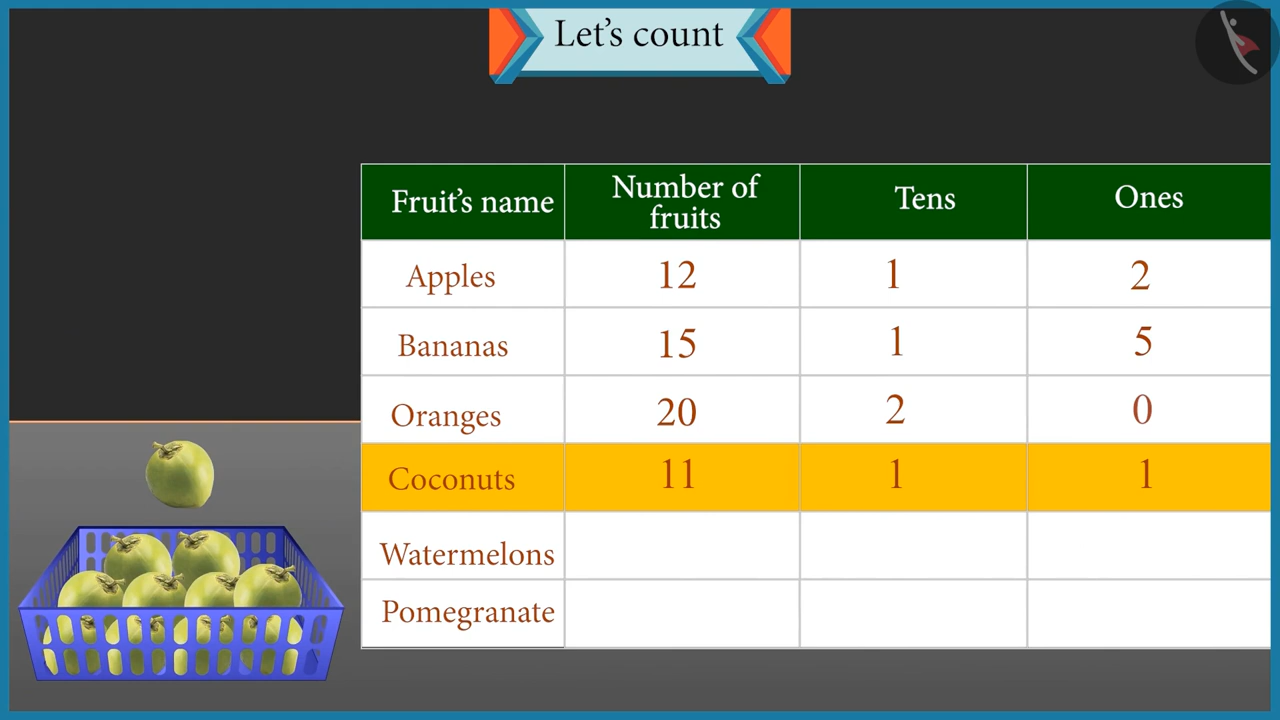 Let's count
Fruit's name Number of fruits Tens Ones
Apples 12 1 2
Bananas 15 1 5
Oranges 20 2 0
Coconuts 11 1 1
Watermelons
Pomegranate